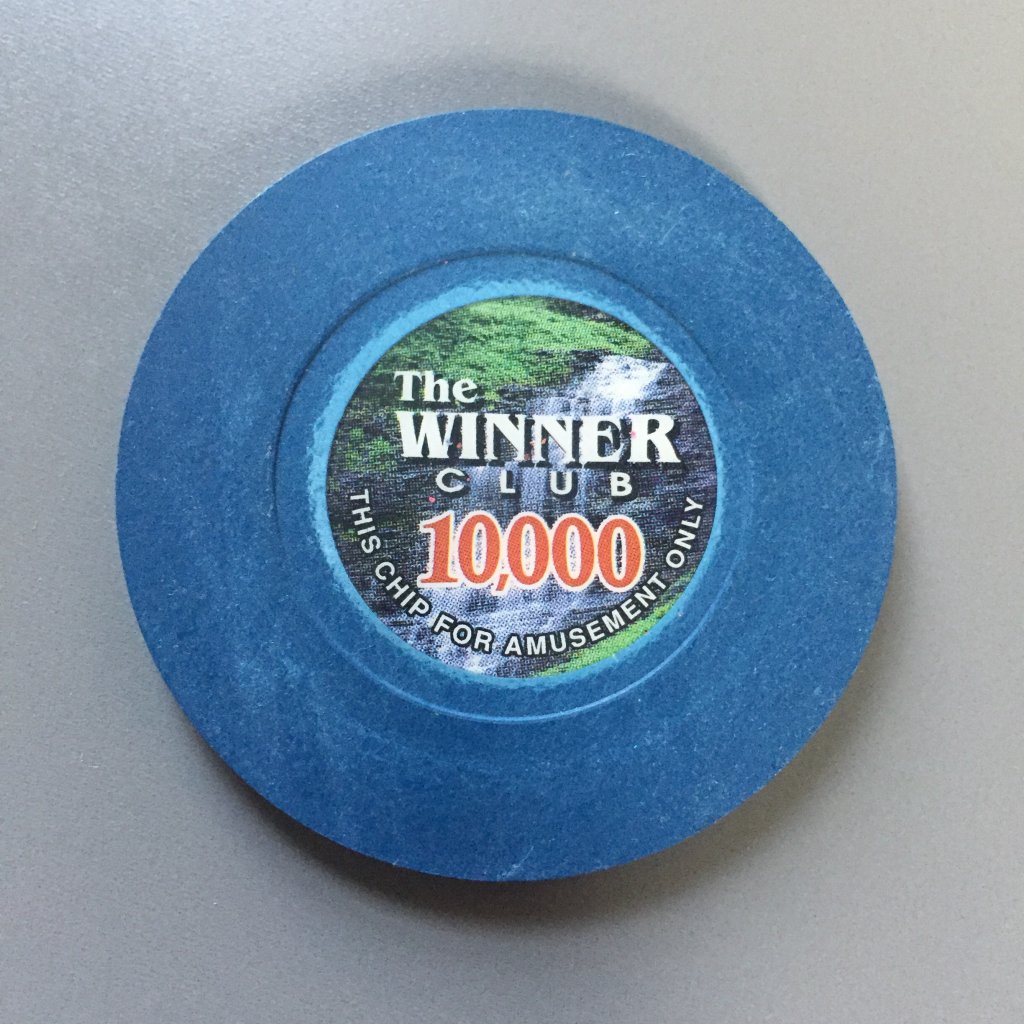 The
WINNER
CLUB
10,000
THIS CHIP FOR AMUSEMENT ONLY